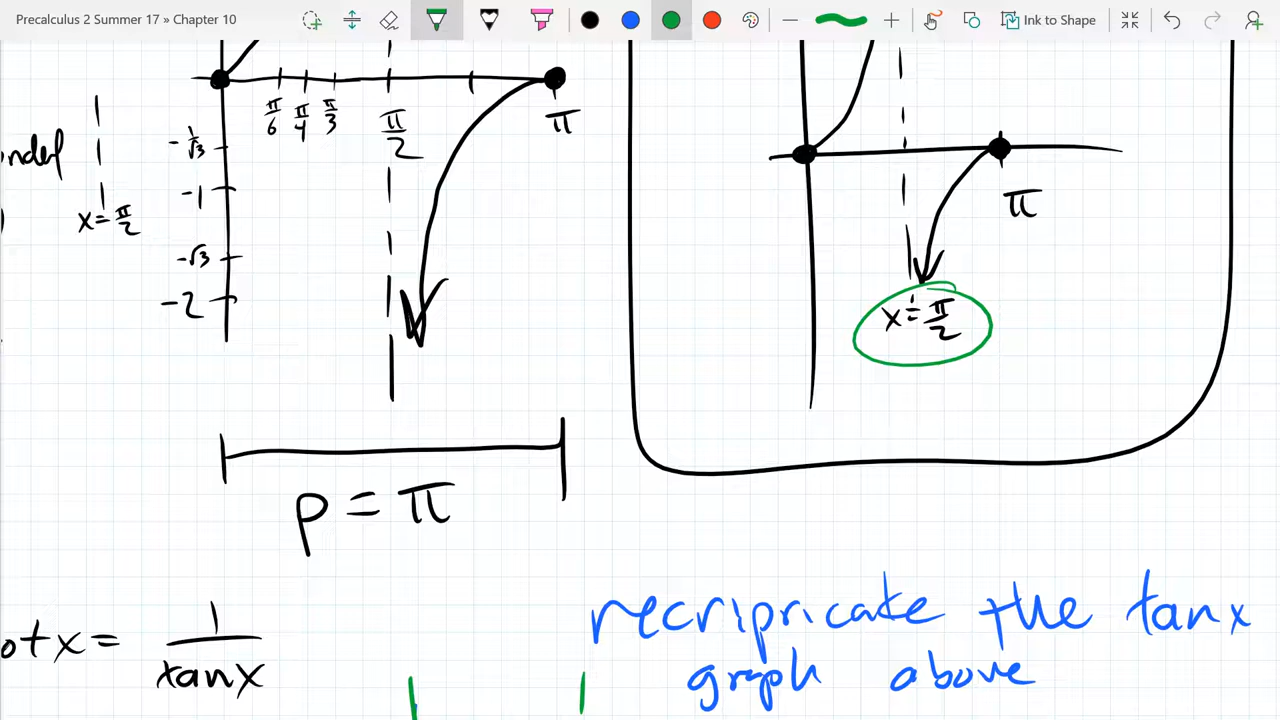 Precalculus 2 Summer 17 » Chapter 10
Ink to Shape
π/6 π/4 π/3 π/2 π
-1/√3
-1
-√3
-2
x = π/2
π
x = π/2
p = π
otx = 1/tanx
recripricate the tanx
graph above